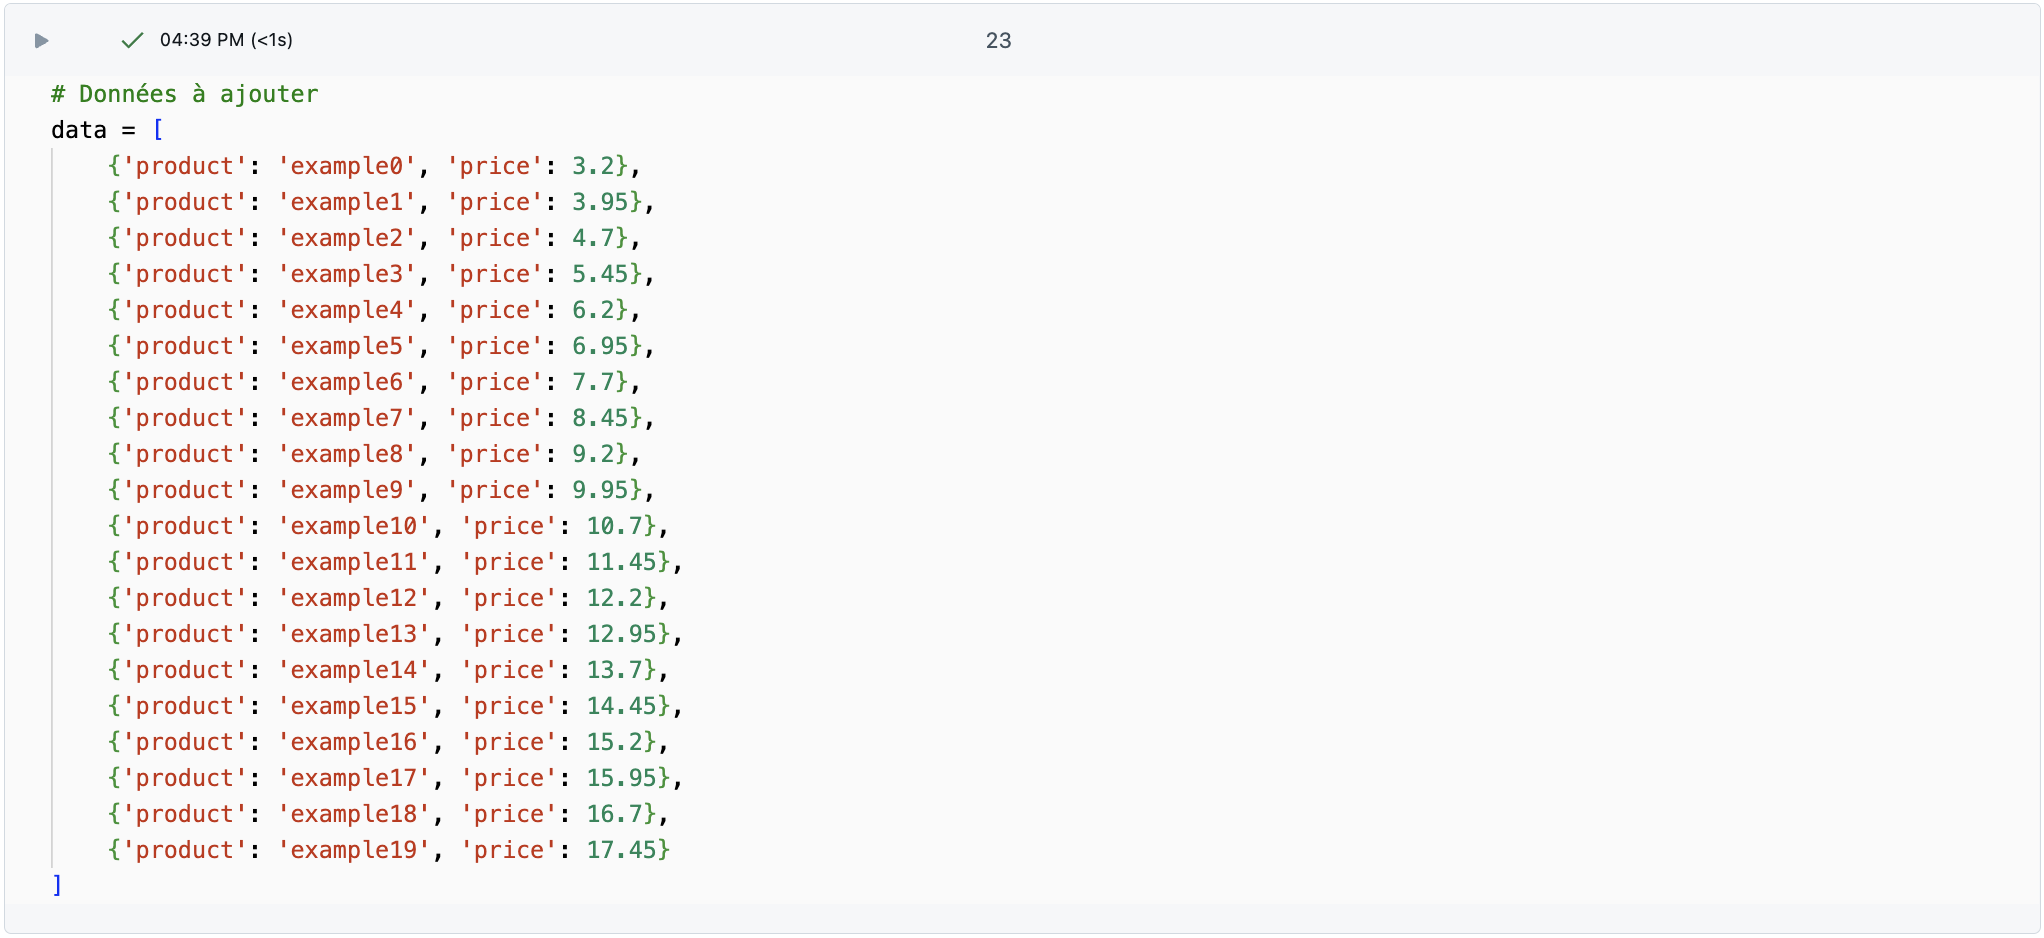 04:39 PM (<1s)
23
# Données à ajouter
data = [
    {'product': 'example0', 'price': 3.2},
    {'product': 'example1', 'price': 3.95},
    {'product': 'example2', 'price': 4.7},
    {'product': 'example3', 'price': 5.45},
    {'product': 'example4', 'price': 6.2},
    {'product': 'example5', 'price': 6.95},
    {'product': 'example6', 'price': 7.7},
    {'product': 'example7', 'price': 8.45},
    {'product': 'example8', 'price': 9.2},
    {'product': 'example9', 'price': 9.95},
    {'product': 'example10', 'price': 10.7},
    {'product': 'example11', 'price': 11.45},
    {'product': 'example12', 'price': 12.2},
    {'product': 'example13', 'price': 12.95},
    {'product': 'example14', 'price': 13.7},
    {'product': 'example15', 'price': 14.45},
    {'product': 'example16', 'price': 15.2},
    {'product': 'example17', 'price': 15.95},
    {'product': 'example18', 'price': 16.7},
    {'product': 'example19', 'price': 17.45}
]